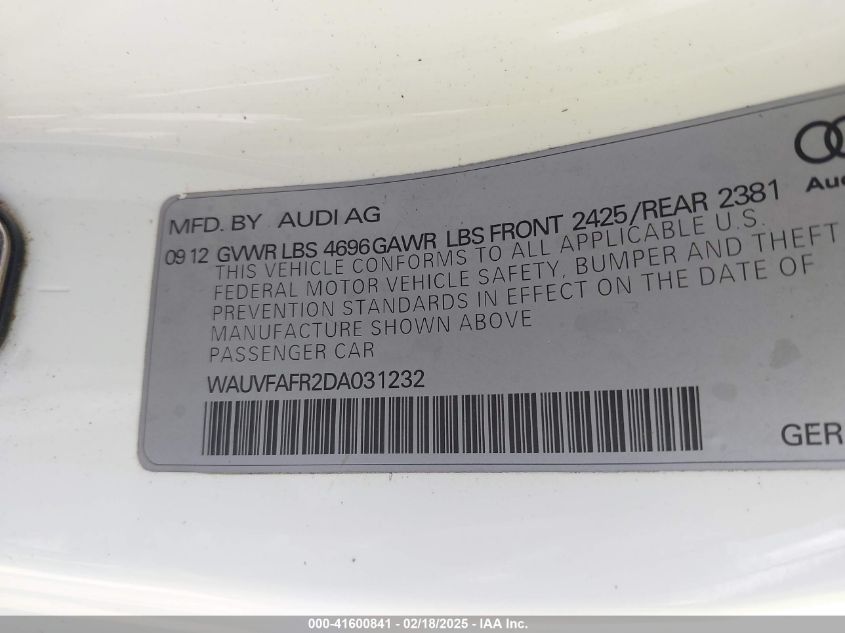 Aud
MFD. BY AUDI AG
09 12 GVWR LBS 4696 GAWR LBS FRONT 2425/REAR 2381
THIS VEHICLE CONFORMS TO ALL APPLICABLE U.S.
FEDERAL MOTOR VEHICLE SAFETY, BUMPER AND THEFT
PREVENTION STANDARDS IN EFFECT ON THE DATE OF
MANUFACTURE SHOWN ABOVE
PASSENGER CAR
WAUVFAFR2DA031232
GER
000-41600841 - 02/18/2025 - IAA Inc.